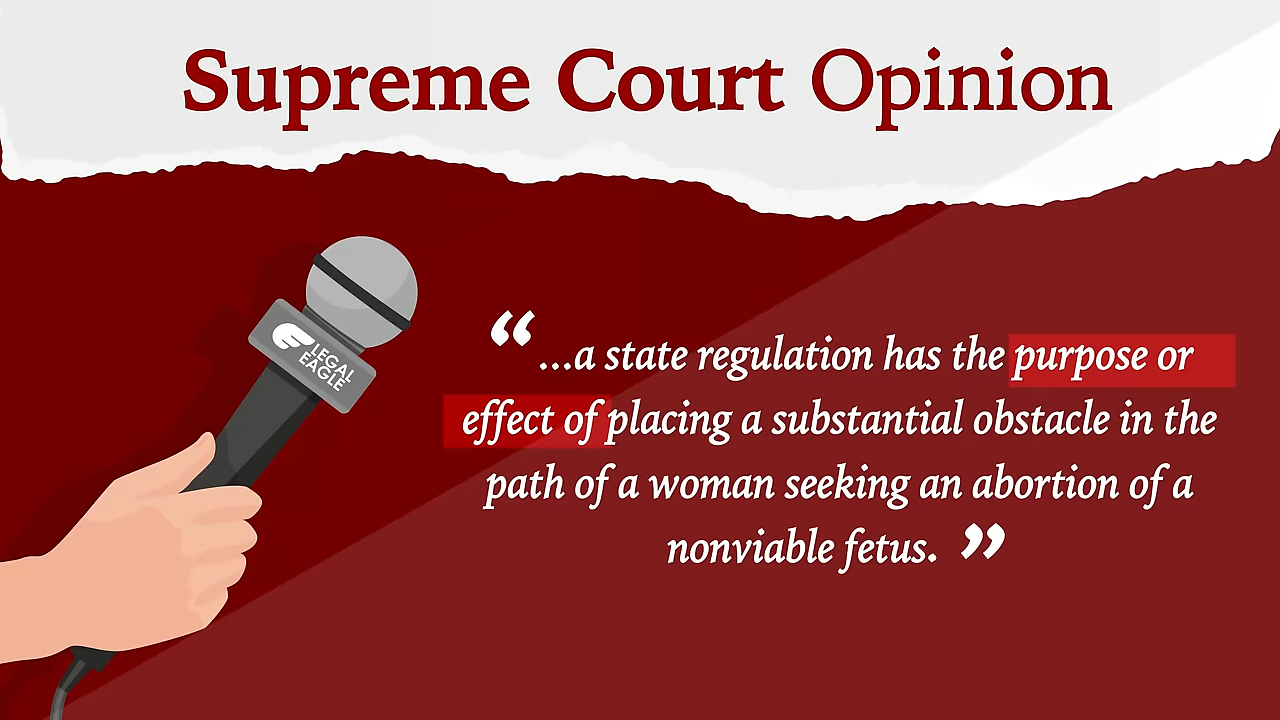 Supreme Court Opinion
LEGAL
EAGLE
“...a state regulation has the purpose or
effect of placing a substantial obstacle in the
path of a woman seeking an abortion of a
nonviable fetus. ”